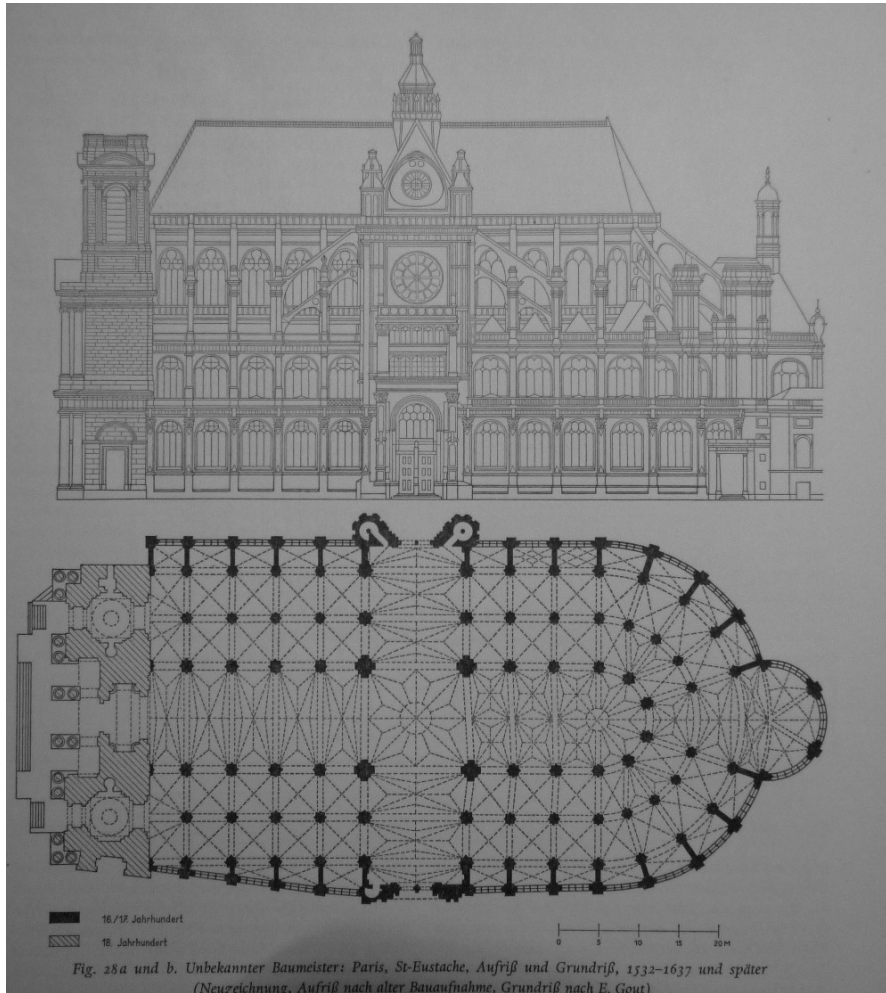 16./17. Jahrhundert
18. Jahrhundert
0 5 10 15 20 M
Fig. 28a und b. Unbekannter Baumeister: Paris, St-Eustache, Aufriß und Grundriß, 1532–1637 und später
(Neuzeichnung, Aufriß nach alter Bauaufnahme, Grundriß nach E. Gout)